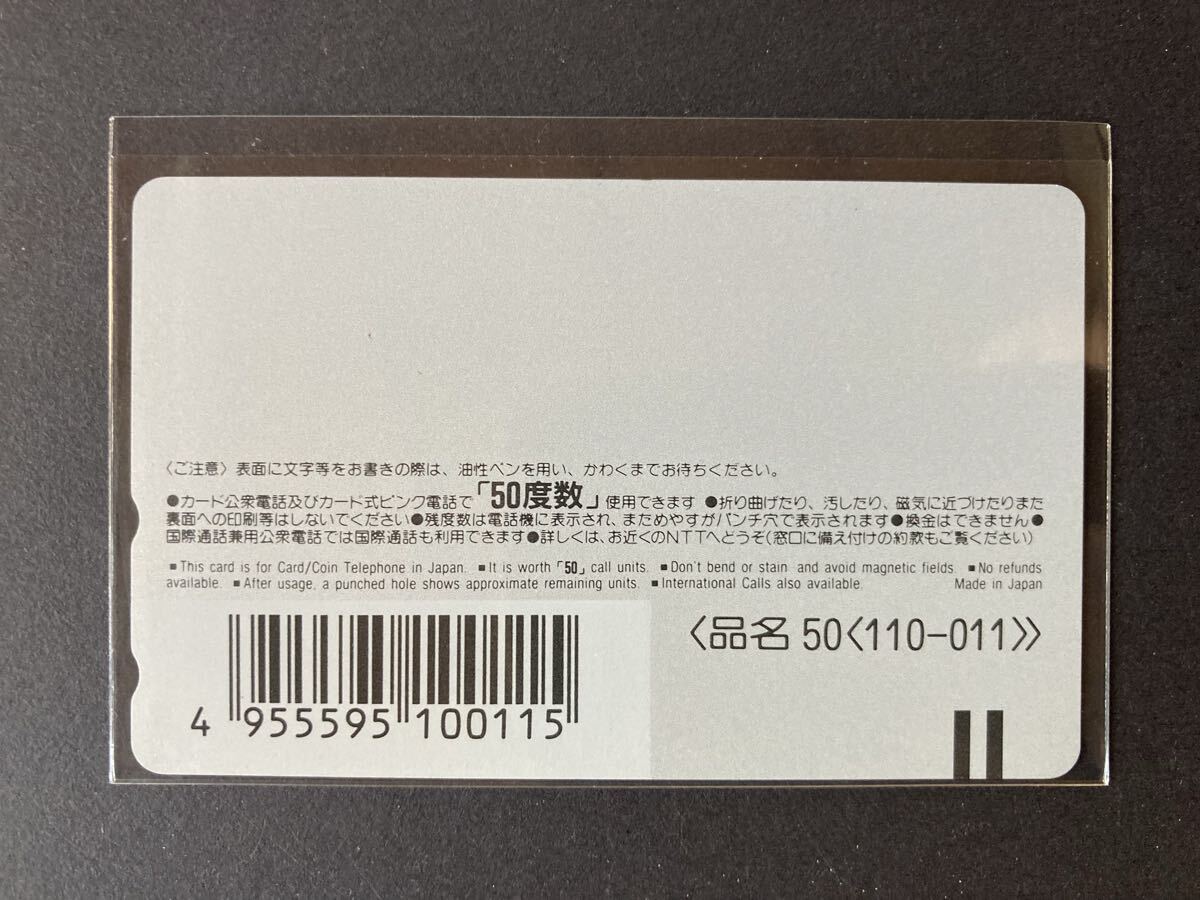 〈ご注意〉表面に文字等をお書きの際は、油性ペンを用い、かわくまでお待ちください。
●カード公衆電話及びカード式ピンク電話で「50度数」使用できます ●折り曲げたり、汚したり、磁気に近づけたりまた
裏面への印刷等はしないでください●残度数は電話機に表示され、まためやすがパンチ穴で表示されます●換金はできません●
国際通話兼用公衆電話では国際通話も利用できます●詳しくは、お近くのNTTへどうぞ(窓口に備え付けの約款もご覧ください)
■This card is for Card/Coin Telephone in Japan. ■It is worth「50」call units. ■Don't bend or stain and avoid magnetic fields. ■No refunds
available. ■After usage, a punched hole shows approximate remaining units. ■International Calls also available. Made in Japan
〈品名 50〈110-011〉〉
4 955595 100115